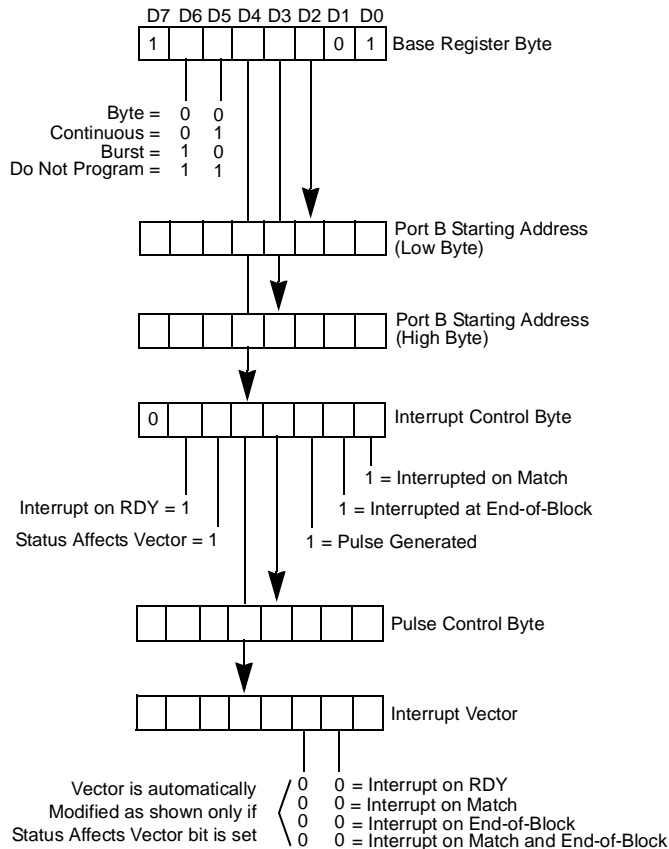 D7 D6 D5 D4 D3 D2 D1 D0
1 0 1 Base Register Byte
Byte = 0 0
Continuous = 0 1
Burst = 1 0
Do Not Program = 1 1
Port B Starting Address
(Low Byte)
Port B Starting Address
(High Byte)
0 Interrupt Control Byte
1 = Interrupted on Match
Interrupt on RDY = 1
1 = Interrupted at End-of-Block
Status Affects Vector = 1
1 = Pulse Generated
Pulse Control Byte
Interrupt Vector
Vector is automatically
Modified as shown only if
Status Affects Vector bit is set
0 0 = Interrupt on RDY
0 0 = Interrupt on Match
0 0 = Interrupt on End-of-Block
0 0 = Interrupt on Match and End-of-Block